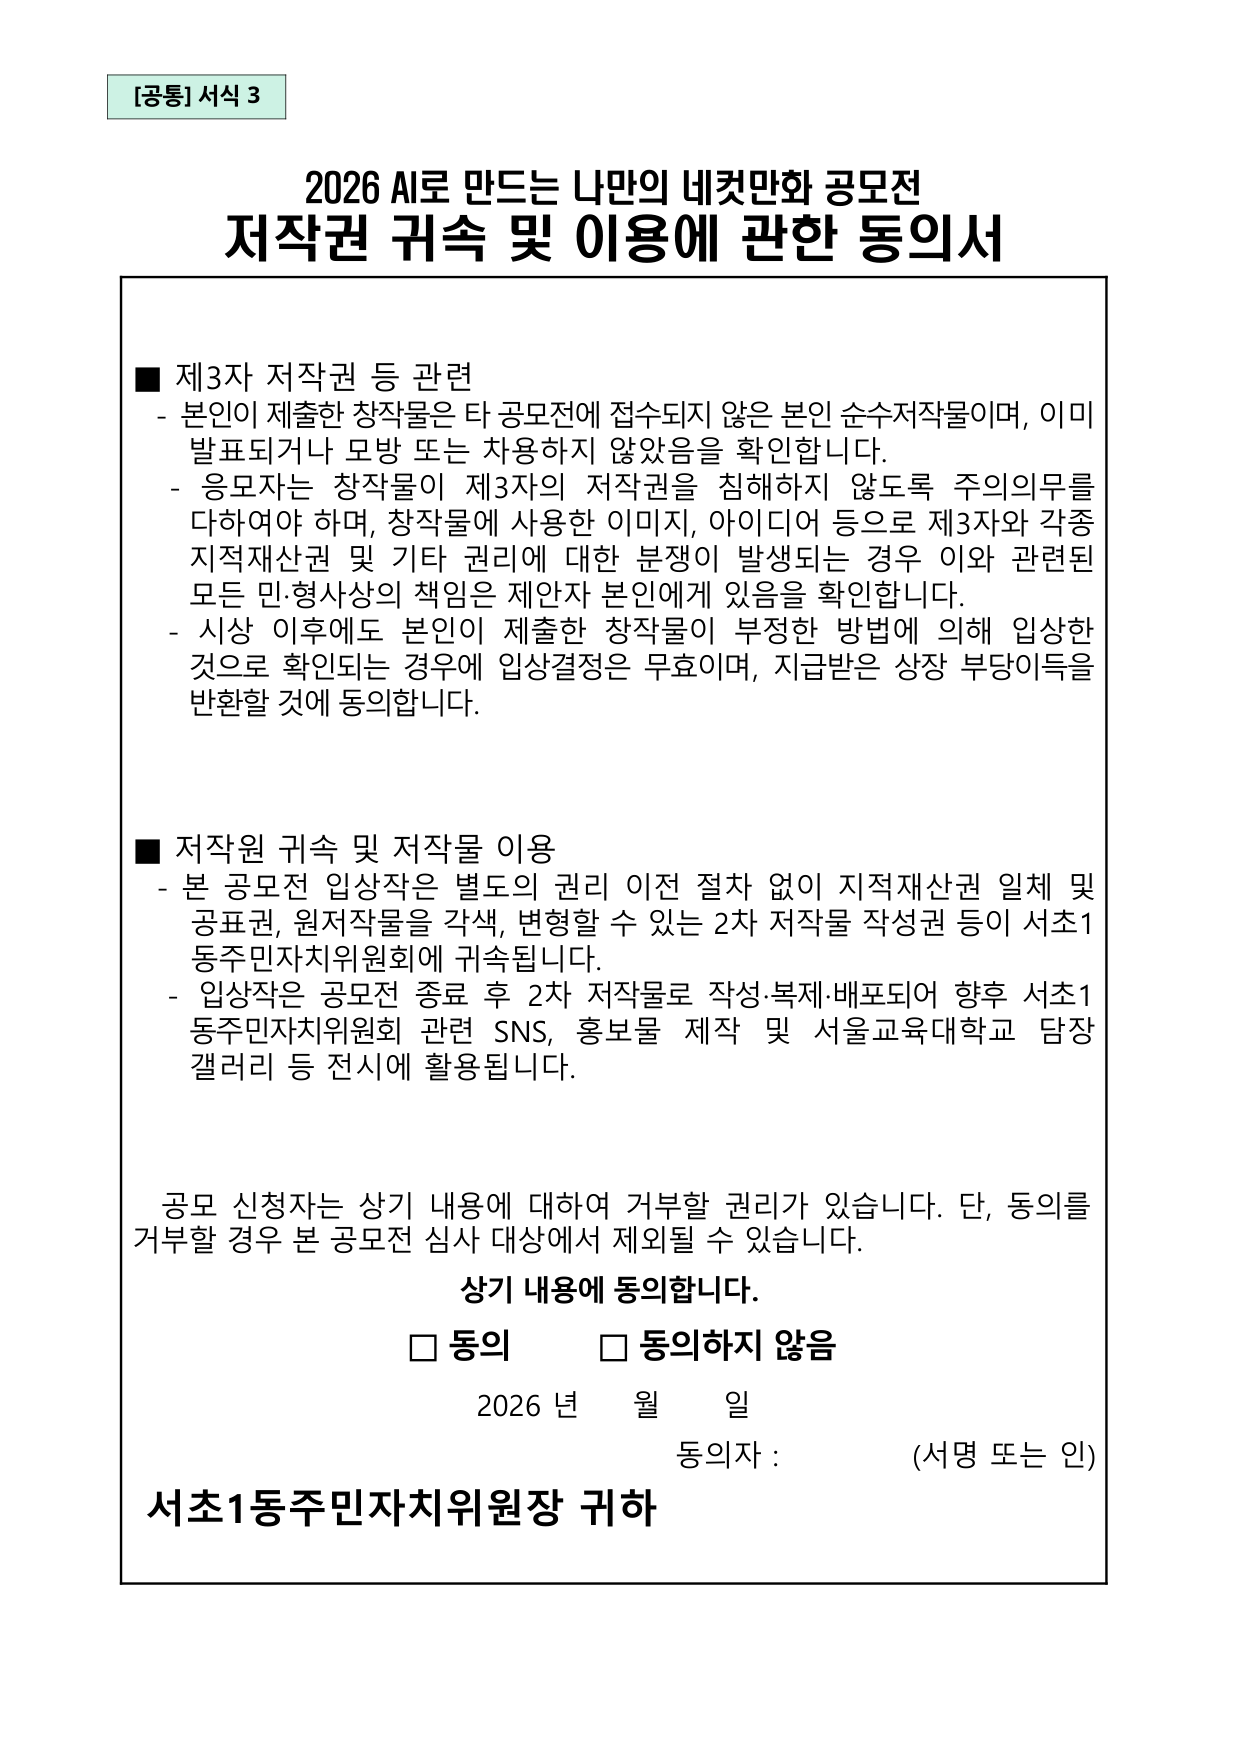 [공통] 서식 3
2026 AI로 만드는 나만의 네컷만화 공모전
저작권 귀속 및 이용에 관한 동의서
■ 제3자 저작권 등 관련
- 본인이 제출한 창작물은 타 공모전에 접수되지 않은 본인 순수저작물이며, 이미
발표되거나 모방 또는 차용하지 않았음을 확인합니다.
- 응모자는 창작물이 제3자의 저작권을 침해하지 않도록 주의의무를
다하여야 하며, 창작물에 사용한 이미지, 아이디어 등으로 제3자와 각종
지적재산권 및 기타 권리에 대한 분쟁이 발생되는 경우 이와 관련된
모든 민·형사상의 책임은 제안자 본인에게 있음을 확인합니다.
- 시상 이후에도 본인이 제출한 창작물이 부정한 방법에 의해 입상한
것으로 확인되는 경우에 입상결정은 무효이며, 지급받은 상장 부당이득을
반환할 것에 동의합니다.
■ 저작원 귀속 및 저작물 이용
- 본 공모전 입상작은 별도의 권리 이전 절차 없이 지적재산권 일체 및
공표권, 원저작물을 각색, 변형할 수 있는 2차 저작물 작성권 등이 서초1
동주민자치위원회에 귀속됩니다.
- 입상작은 공모전 종료 후 2차 저작물로 작성·복제·배포되어 향후 서초1
동주민자치위원회 관련 SNS, 홍보물 제작 및 서울교육대학교 담장
갤러리 등 전시에 활용됩니다.
공모 신청자는 상기 내용에 대하여 거부할 권리가 있습니다. 단, 동의를
거부할 경우 본 공모전 심사 대상에서 제외될 수 있습니다.
상기 내용에 동의합니다.
□ 동의 □ 동의하지 않음
2026 년 월 일
동의자 : (서명 또는 인)
서초1동주민자치위원장 귀하